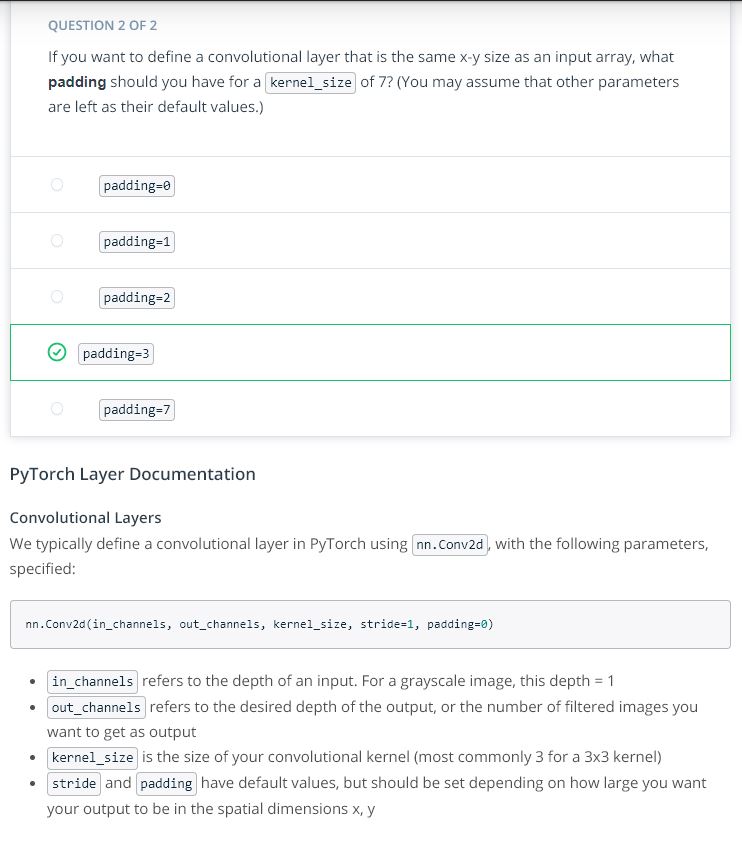 QUESTION 2 OF 2
If you want to define a convolutional layer that is the same x-y size as an input array, what
padding should you have for a kernel_size of 7? (You may assume that other parameters
are left as their default values.)
padding=0
padding=1
padding=2
padding=3
padding=7
PyTorch Layer Documentation
Convolutional Layers
We typically define a convolutional layer in PyTorch using nn.Conv2d, with the following parameters,
specified:
nn.Conv2d(in_channels, out_channels, kernel_size, stride=1, padding=0)
• in_channels refers to the depth of an input. For a grayscale image, this depth = 1
• out_channels refers to the desired depth of the output, or the number of filtered images you
want to get as output
• kernel_size is the size of your convolutional kernel (most commonly 3 for a 3x3 kernel)
• stride and padding have default values, but should be set depending on how large you want
your output to be in the spatial dimensions x, y